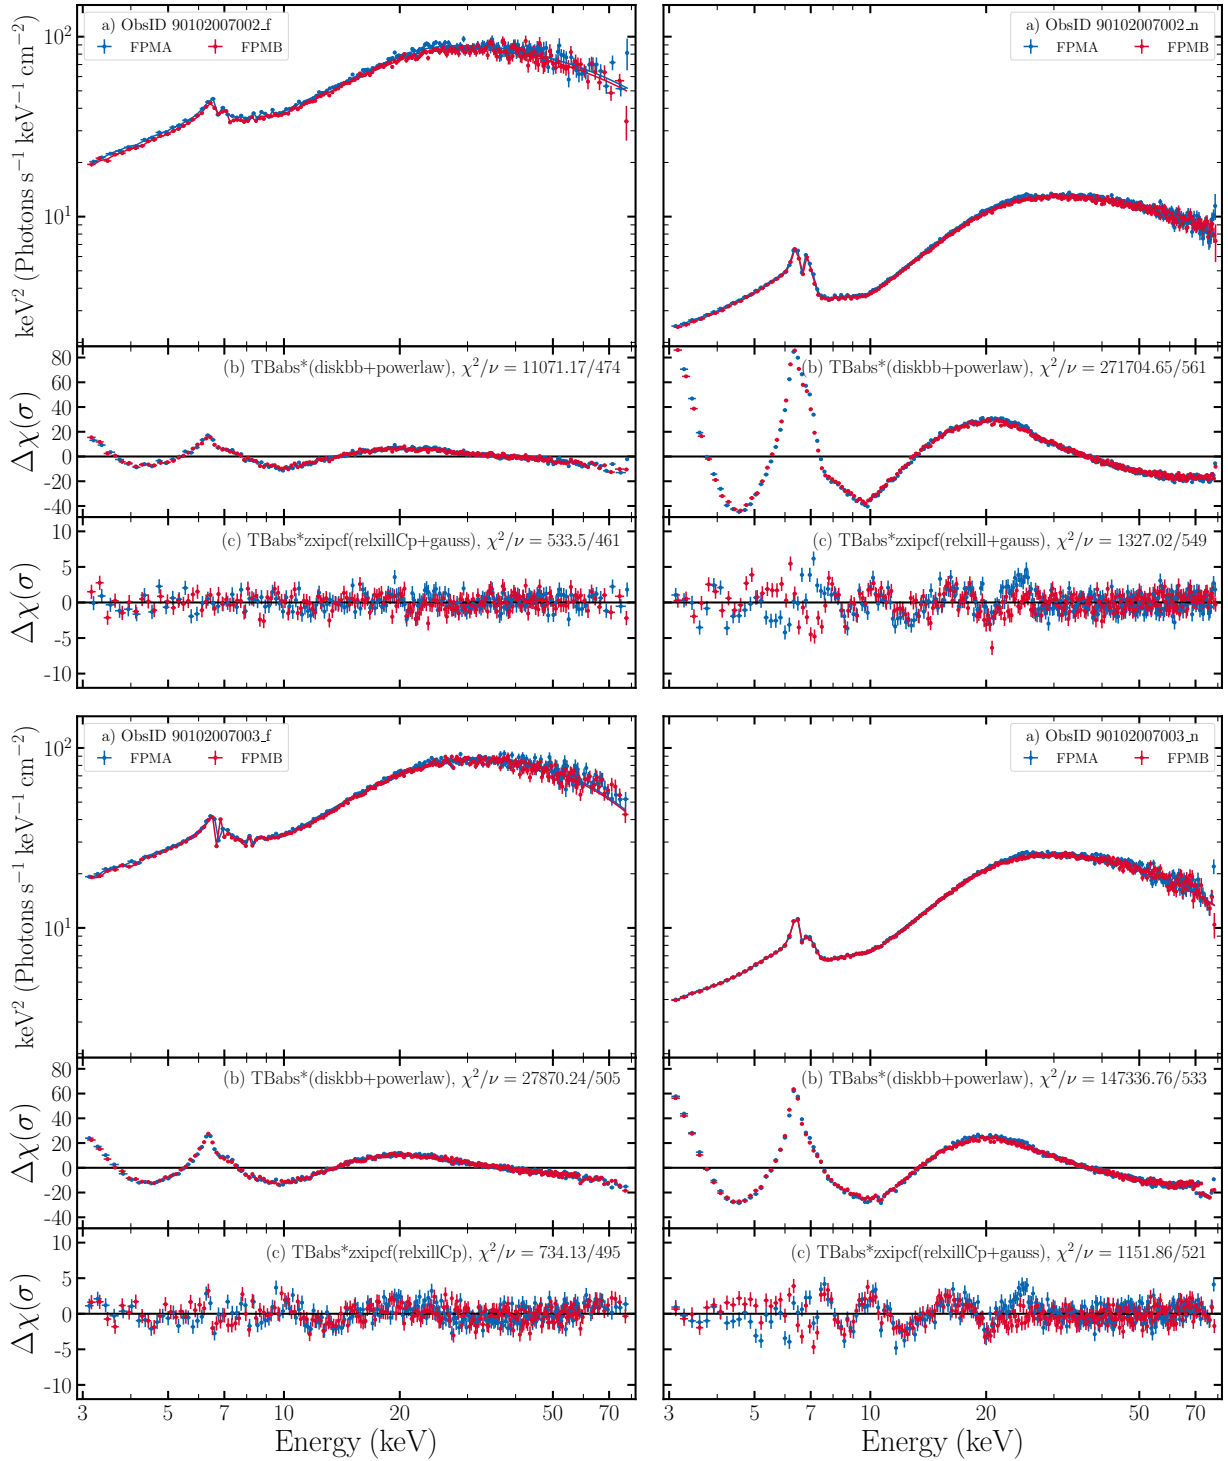 a) ObsID 90102007002_f
FPMA FPMB
10²
10¹
keV² (Photons s⁻¹ keV⁻¹ cm⁻²)
a) ObsID 90102007002_n
FPMA FPMB
(b) TBabs*(diskbb+powerlaw), χ²/ν = 11071.17/474
80
60
40
20
0
-20
-40
Δχ(σ)
(b) TBabs*(diskbb+powerlaw), χ²/ν = 271704.65/561
(c) TBabs*zxipcf(relxillCp+gauss), χ²/ν = 533.5/461
10
5
0
-5
-10
Δχ(σ)
(c) TBabs*zxipcf(relxill+gauss), χ²/ν = 1327.02/549
a) ObsID 90102007003_f
FPMA FPMB
10²
10¹
keV² (Photons s⁻¹ keV⁻¹ cm⁻²)
a) ObsID 90102007003_n
FPMA FPMB
(b) TBabs*(diskbb+powerlaw), χ²/ν = 27870.24/505
80
60
40
20
0
-20
-40
Δχ(σ)
(b) TBabs*(diskbb+powerlaw), χ²/ν = 147336.76/533
(c) TBabs*zxipcf(relxillCp), χ²/ν = 734.13/495
10
5
0
-5
-10
Δχ(σ)
(c) TBabs*zxipcf(relxillCp+gauss), χ²/ν = 1151.86/521
3 5 7 10 20 50 70
Energy (keV)
3 5 7 10 20 50 70
Energy (keV)